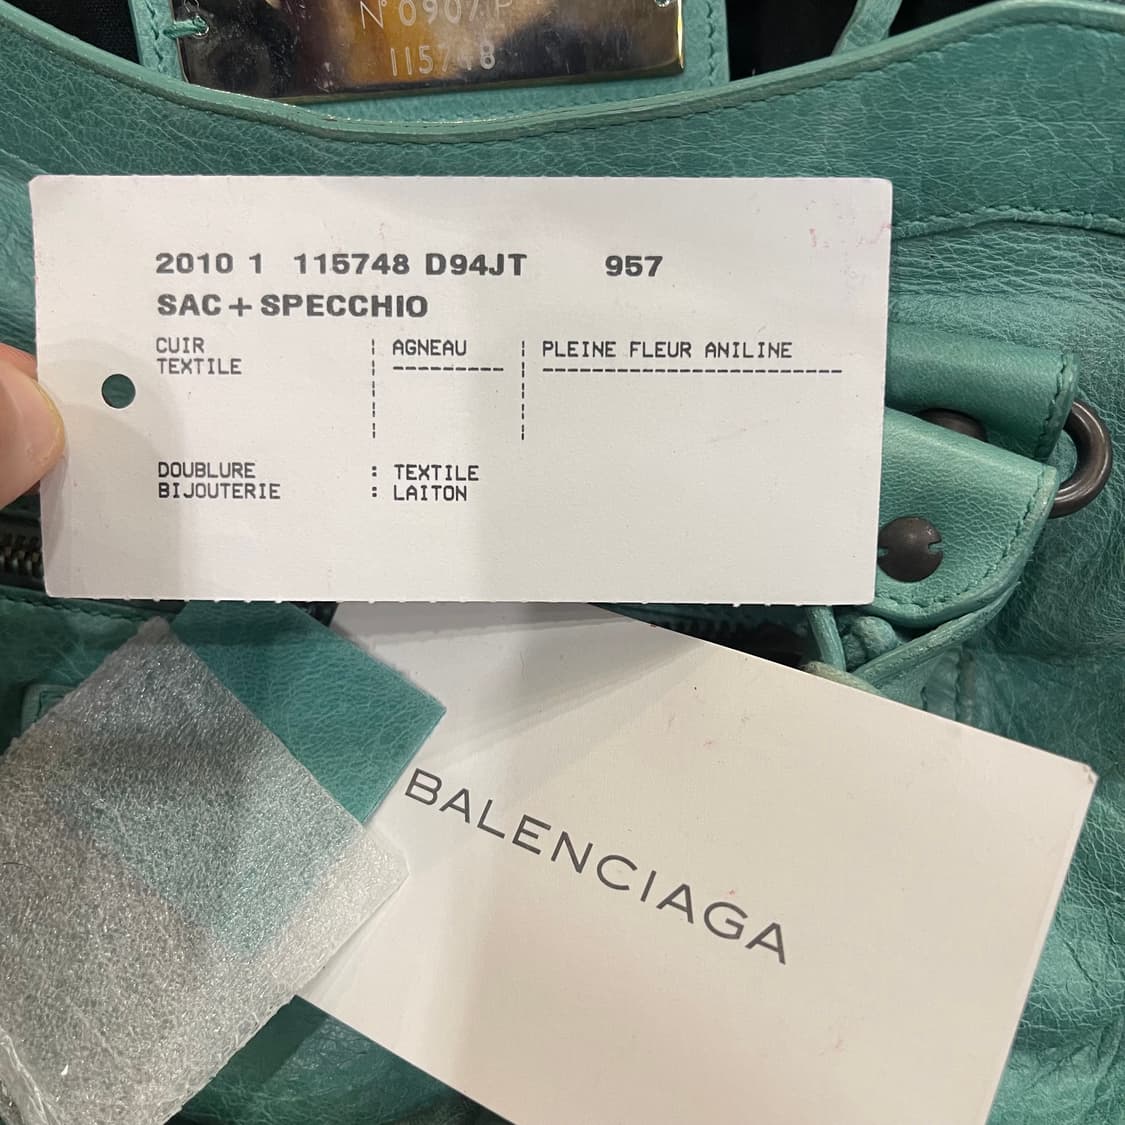 115748
2010 1 115748 D94JT 957
SAC + SPECCHIO
CUIR AGNEAU PLEINE FLEUR ANILINE
TEXTILE
DOUBLURE : TEXTILE
BIJOUTERIE : LAITON
BALENCIAGA